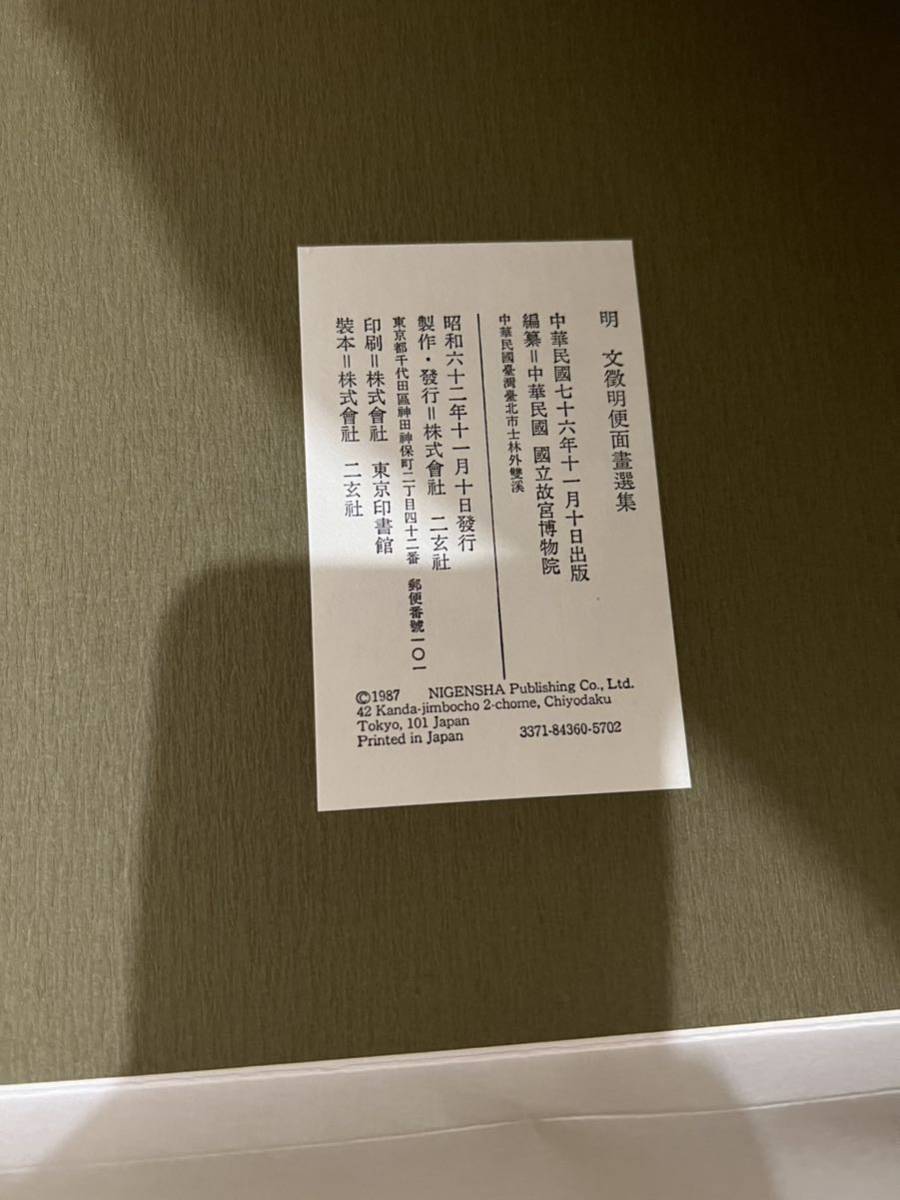 明　文徵明便面畫選集
中華民國七十六年十一月十日出版
編纂＝中華民國　國立故宮博物院
中華民國臺灣臺北市士林外雙溪
昭和六十二年十一月十日發行
製作・發行＝株式會社　二玄社
東京都千代田區神田神保町二丁目四十二番　郵便番號一〇一
印刷＝株式會社　東京印書館
裝本＝株式會社　二玄社
©1987 NIGENSHA Publishing Co., Ltd.
42 Kanda-jimbocho 2-chome, Chiyodaku
Tokyo, 101 Japan
Printed in Japan 3371-84360-5702